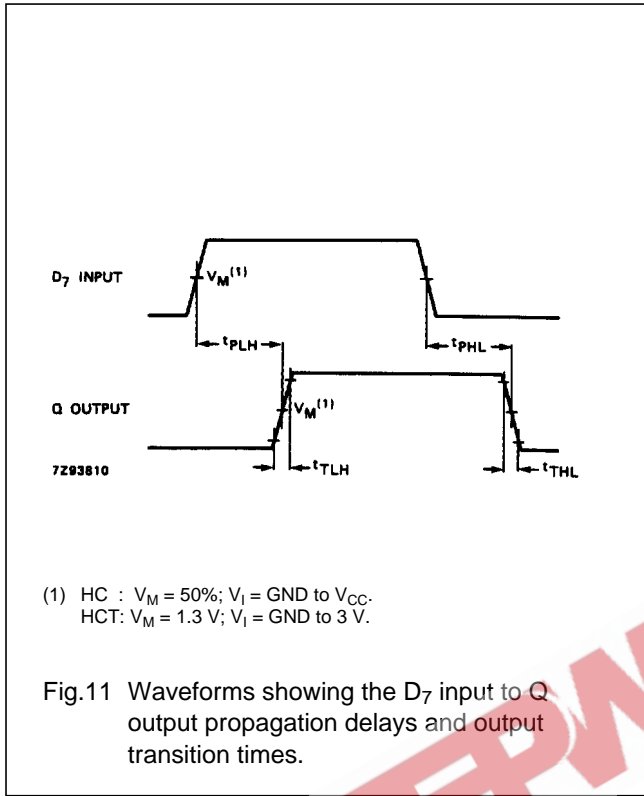 D7 INPUT
VM(1)
tPLH
tPHL
Q OUTPUT
VM(1)
7Z93810
tTLH
tTHL
(1) HC : VM = 50%; VI = GND to VCC.
HCT: VM = 1.3 V; VI = GND to 3 V.
Fig.11 Waveforms showing the D7 input to Q
output propagation delays and output
transition times.